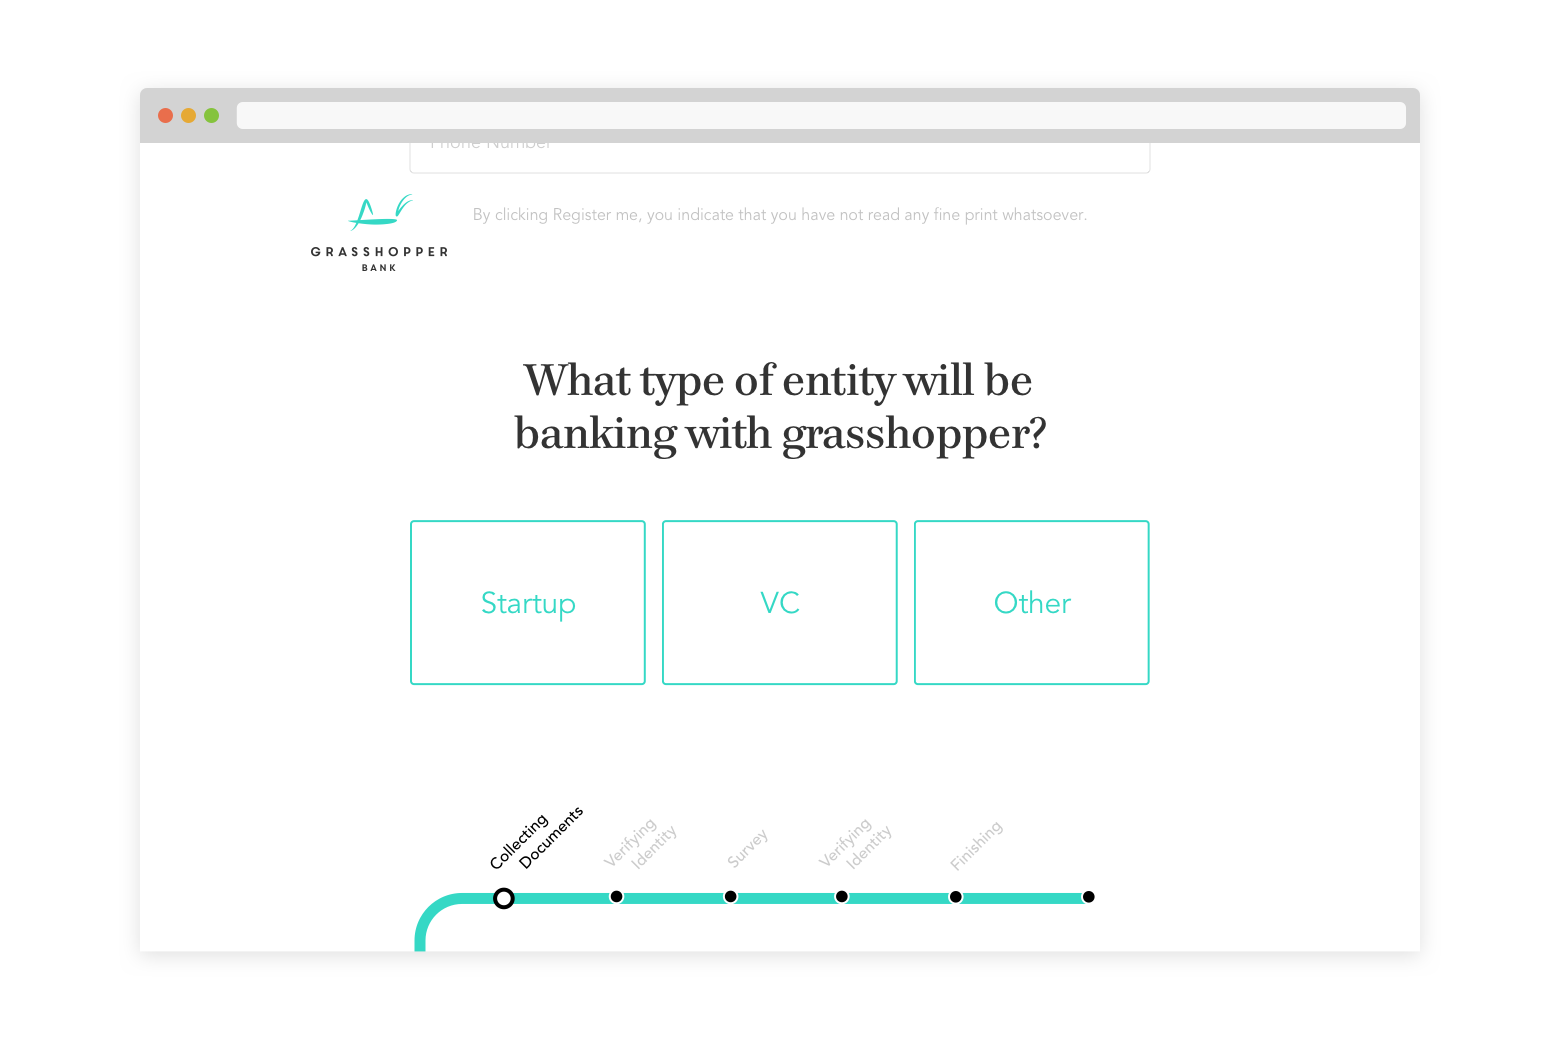 Phone Number
By clicking Register me, you indicate that you have not read any fine print whatsoever.
GRASSHOPPER
BANK
What type of entity will be
banking with grasshopper?
Startup
VC
Other
Collecting
Documents
Verifying
Identity
Survey
Verifying
Identity
Finishing